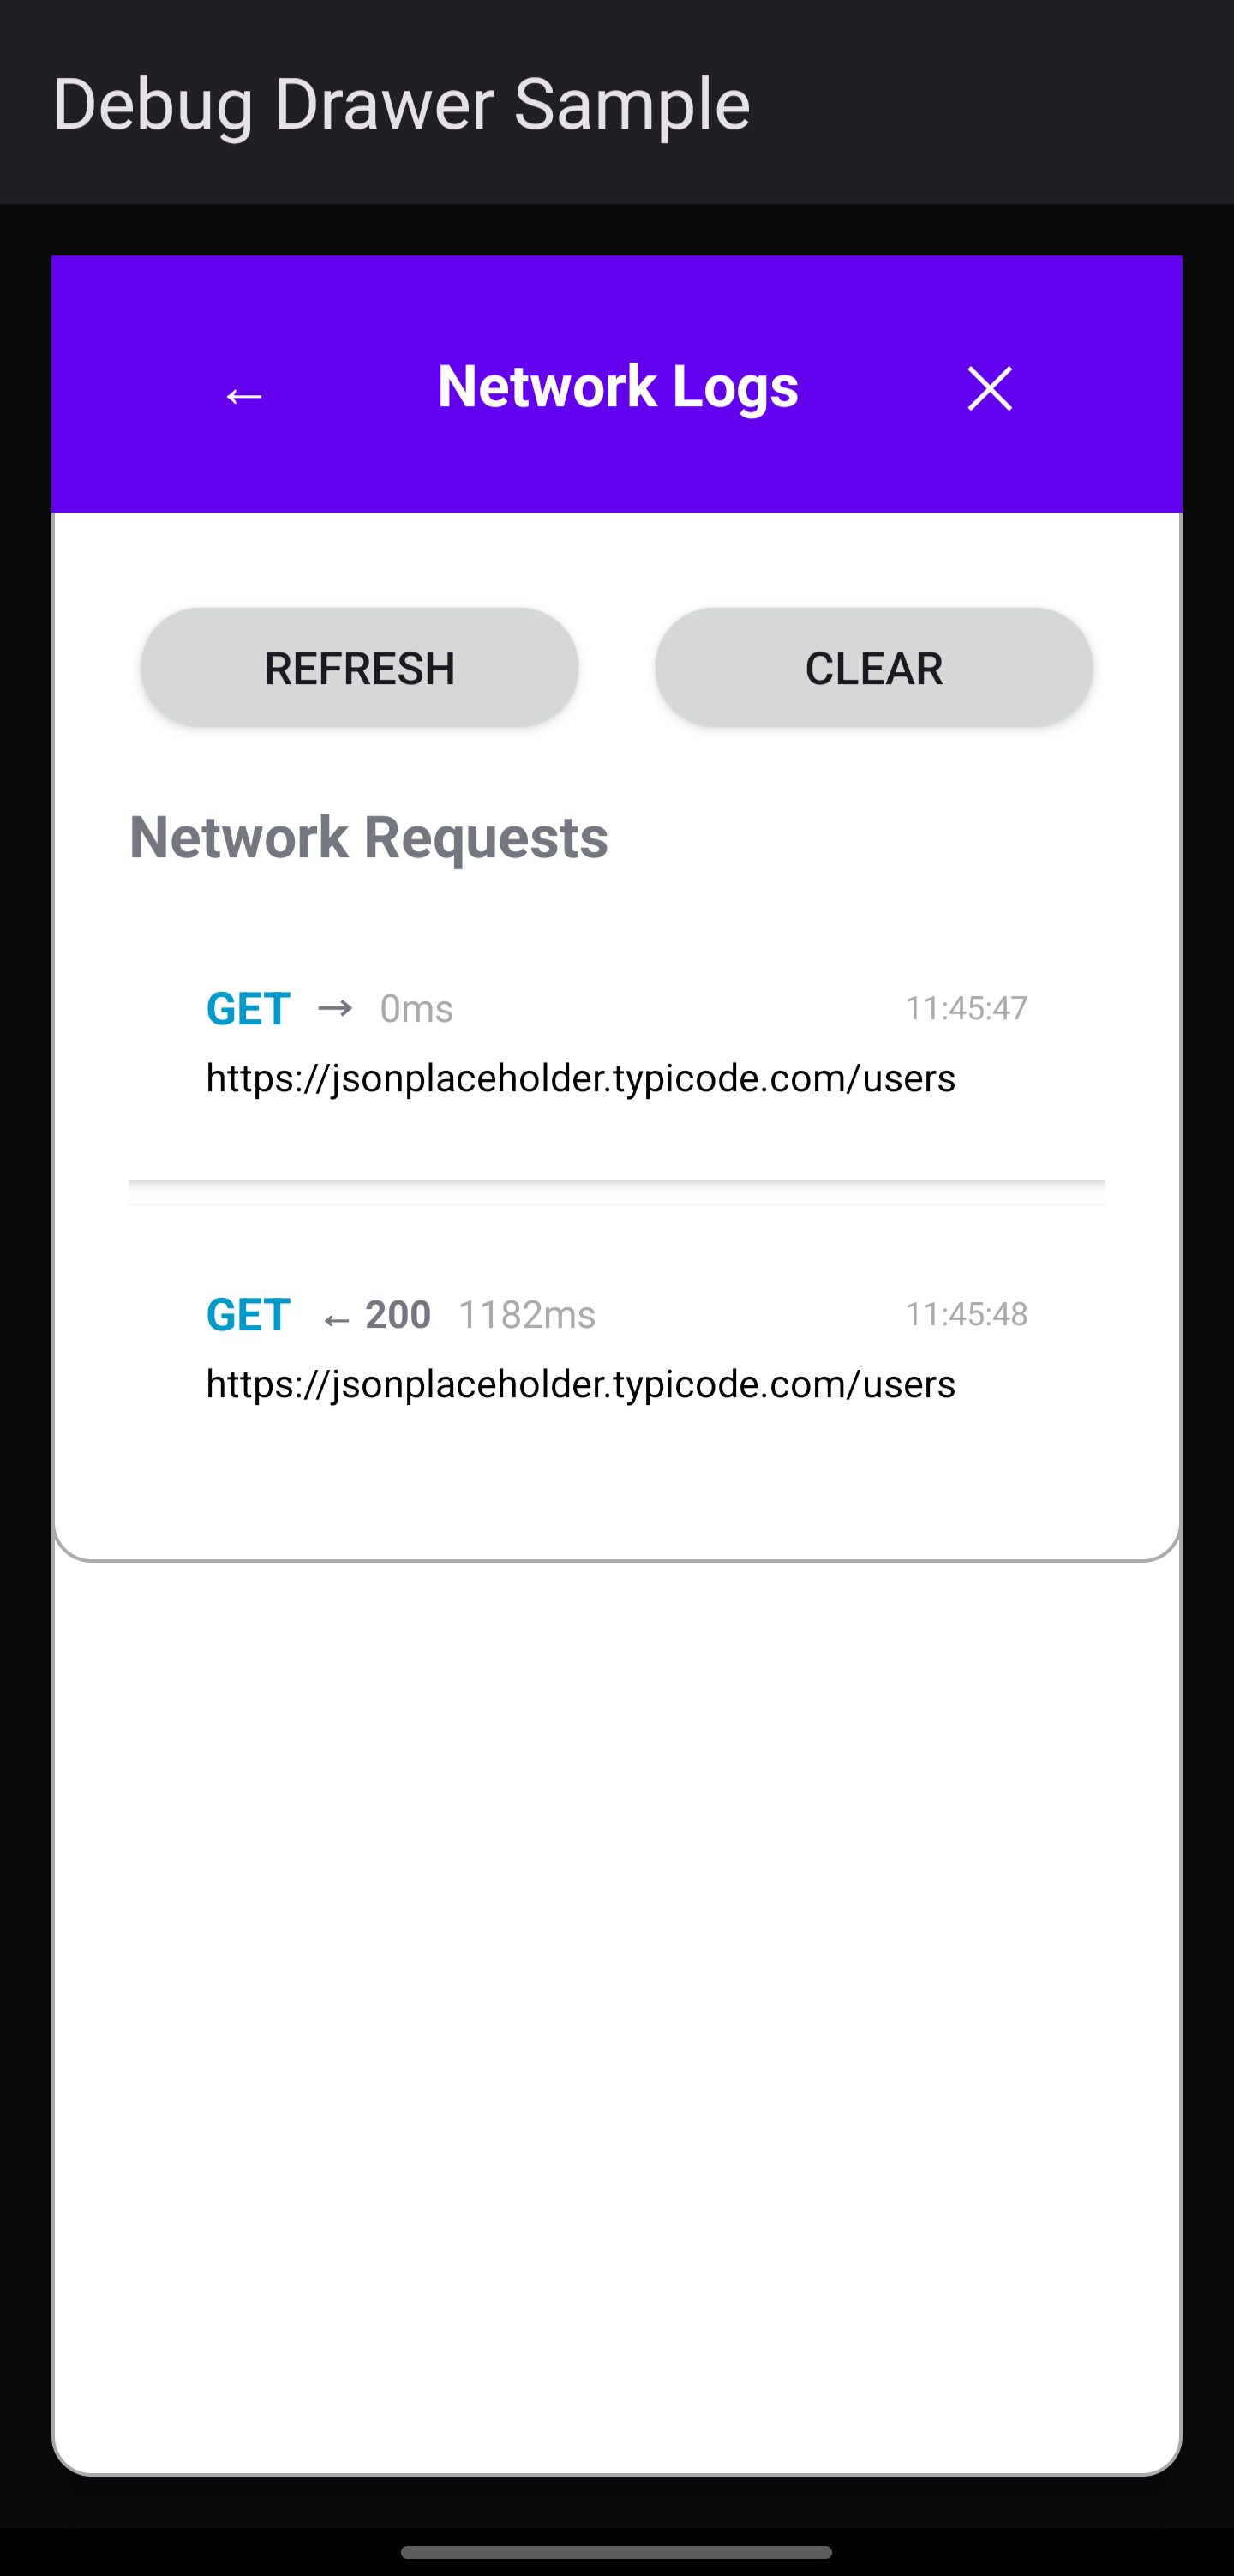 Debug Drawer Sample
← Network Logs ×
REFRESH CLEAR
Network Requests
GET → 0ms 11:45:47
https://jsonplaceholder.typicode.com/users
GET ← 200 1182ms 11:45:48
https://jsonplaceholder.typicode.com/users